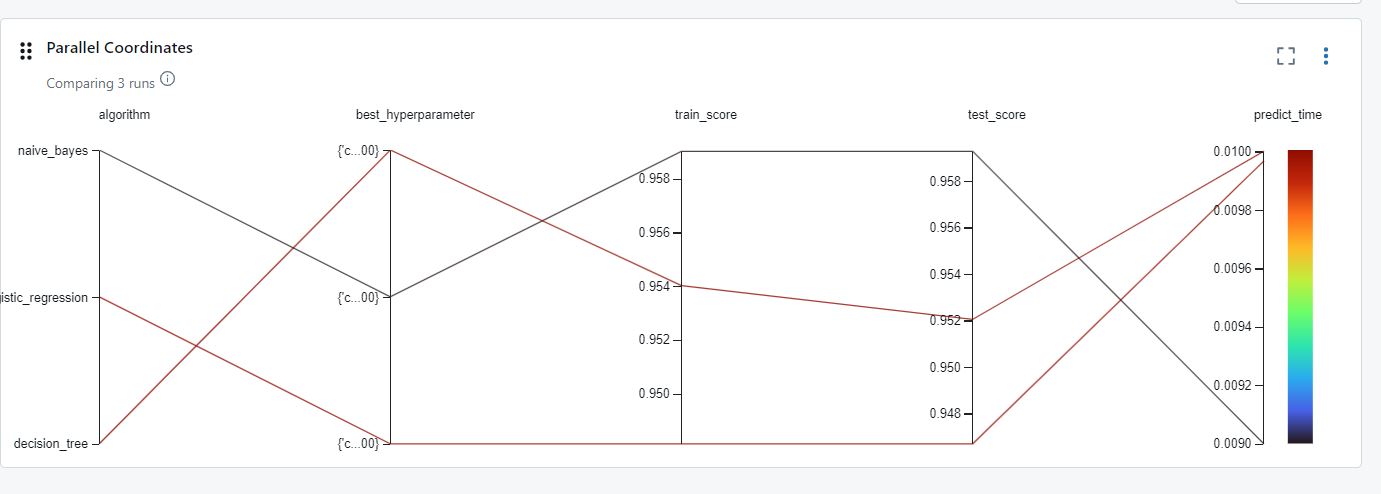 Parallel Coordinates
Comparing 3 runs
algorithm best_hyperparameter train_score test_score predict_time
naive_bayes
istic_regression
decision_tree
{'c...00}
{'c...00}
{'c...00}
0.958
0.956
0.954
0.952
0.950
0.958
0.956
0.954
0.952
0.950
0.948
0.0100
0.0098
0.0096
0.0094
0.0092
0.0090